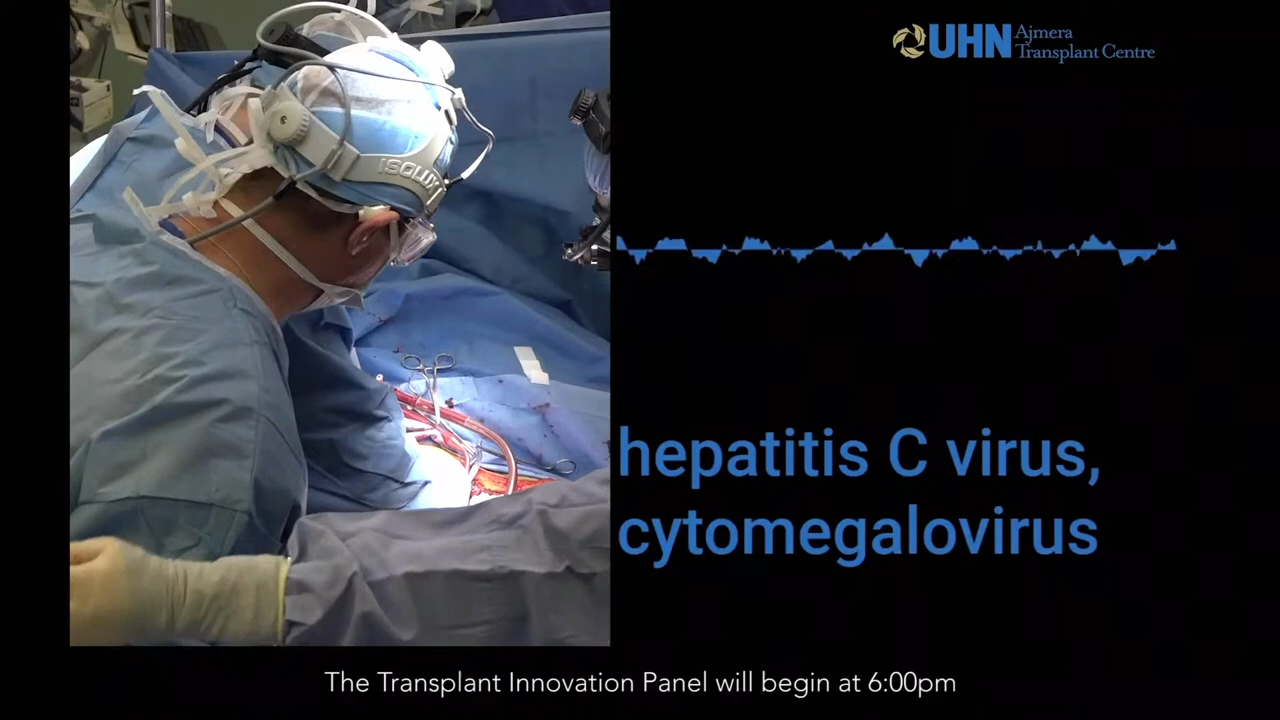 UHN Ajmera
Transplant Centre
ISOLUX
hepatitis C virus,
cytomegalovirus
The Transplant Innovation Panel will begin at 6:00pm